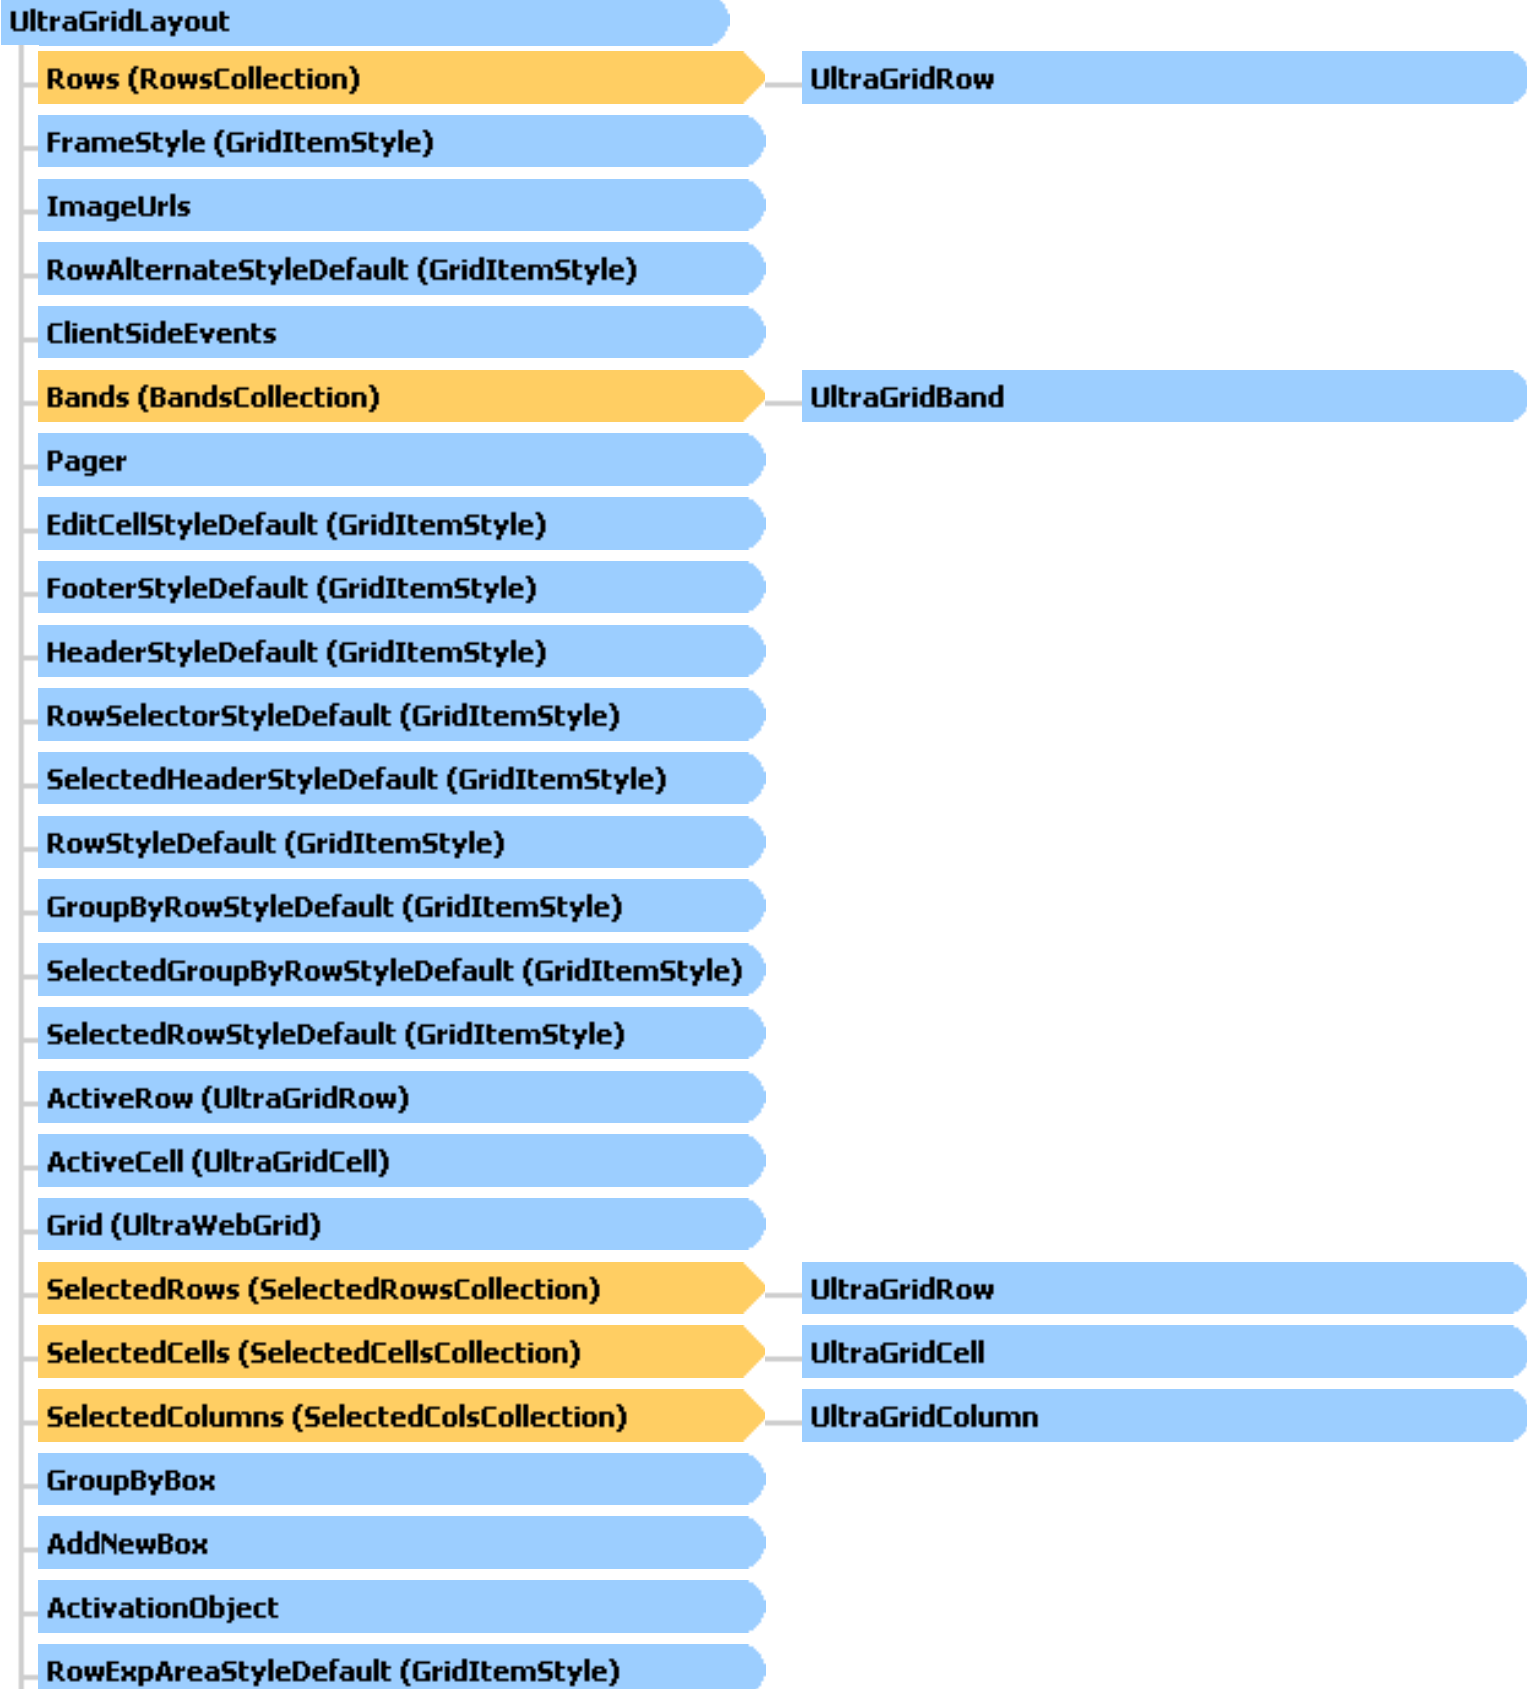 UltraGridLayout
Rows (RowsCollection) UltraGridRow
FrameStyle (GridItemStyle)
ImageUrls
RowAlternateStyleDefault (GridItemStyle)
ClientSideEvents
Bands (BandsCollection) UltraGridBand
Pager
EditCellStyleDefault (GridItemStyle)
FooterStyleDefault (GridItemStyle)
HeaderStyleDefault (GridItemStyle)
RowSelectorStyleDefault (GridItemStyle)
SelectedHeaderStyleDefault (GridItemStyle)
RowStyleDefault (GridItemStyle)
GroupByRowStyleDefault (GridItemStyle)
SelectedGroupByRowStyleDefault (GridItemStyle)
SelectedRowStyleDefault (GridItemStyle)
ActiveRow (UltraGridRow)
ActiveCell (UltraGridCell)
Grid (UltraWebGrid)
SelectedRows (SelectedRowsCollection) UltraGridRow
SelectedCells (SelectedCellsCollection) UltraGridCell
SelectedColumns (SelectedColsCollection) UltraGridColumn
GroupByBox
AddNewBox
ActivationObject
RowExpAreaStyleDefault (GridItemStyle)